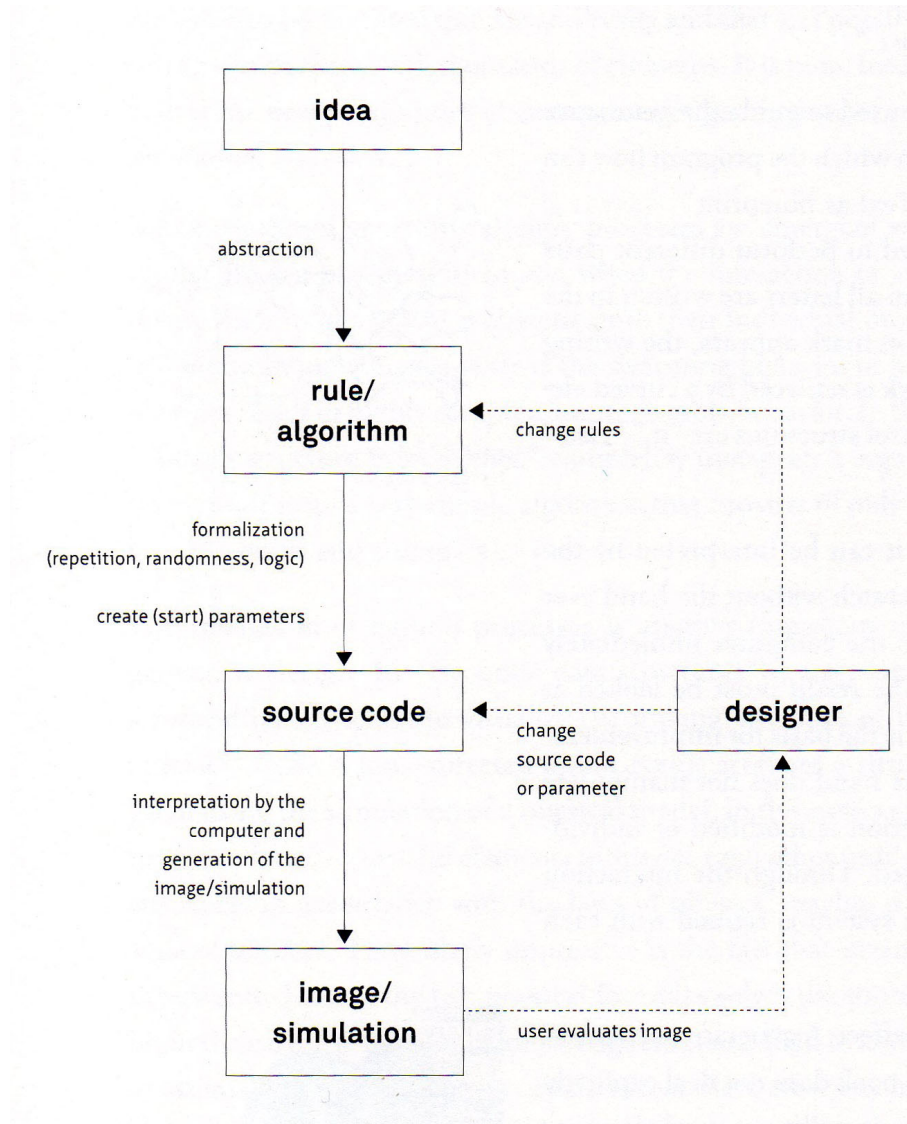 idea
abstraction
rule/
algorithm
change rules
formalization
(repetition, randomness, logic)
create (start) parameters
source code
designer
change
source code
or parameter
interpretation by the
computer and
generation of the
image/simulation
image/
simulation
user evaluates image